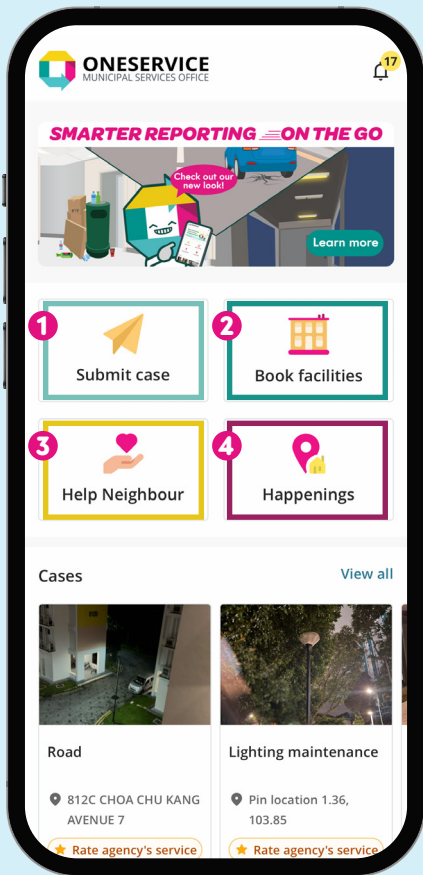 ONESERVICE
MUNICIPAL SERVICES OFFICE
17
SMARTER REPORTING ON THE GO
Check out our
new look!
Learn more
1
Submit case
2
Book facilities
3
Help Neighbour
4
Happenings
Cases
View all
Road
812C CHOA CHU KANG
AVENUE 7
Rate agency's service
Lighting maintenance
Pin location 1.36,
103.85
Rate agency's service